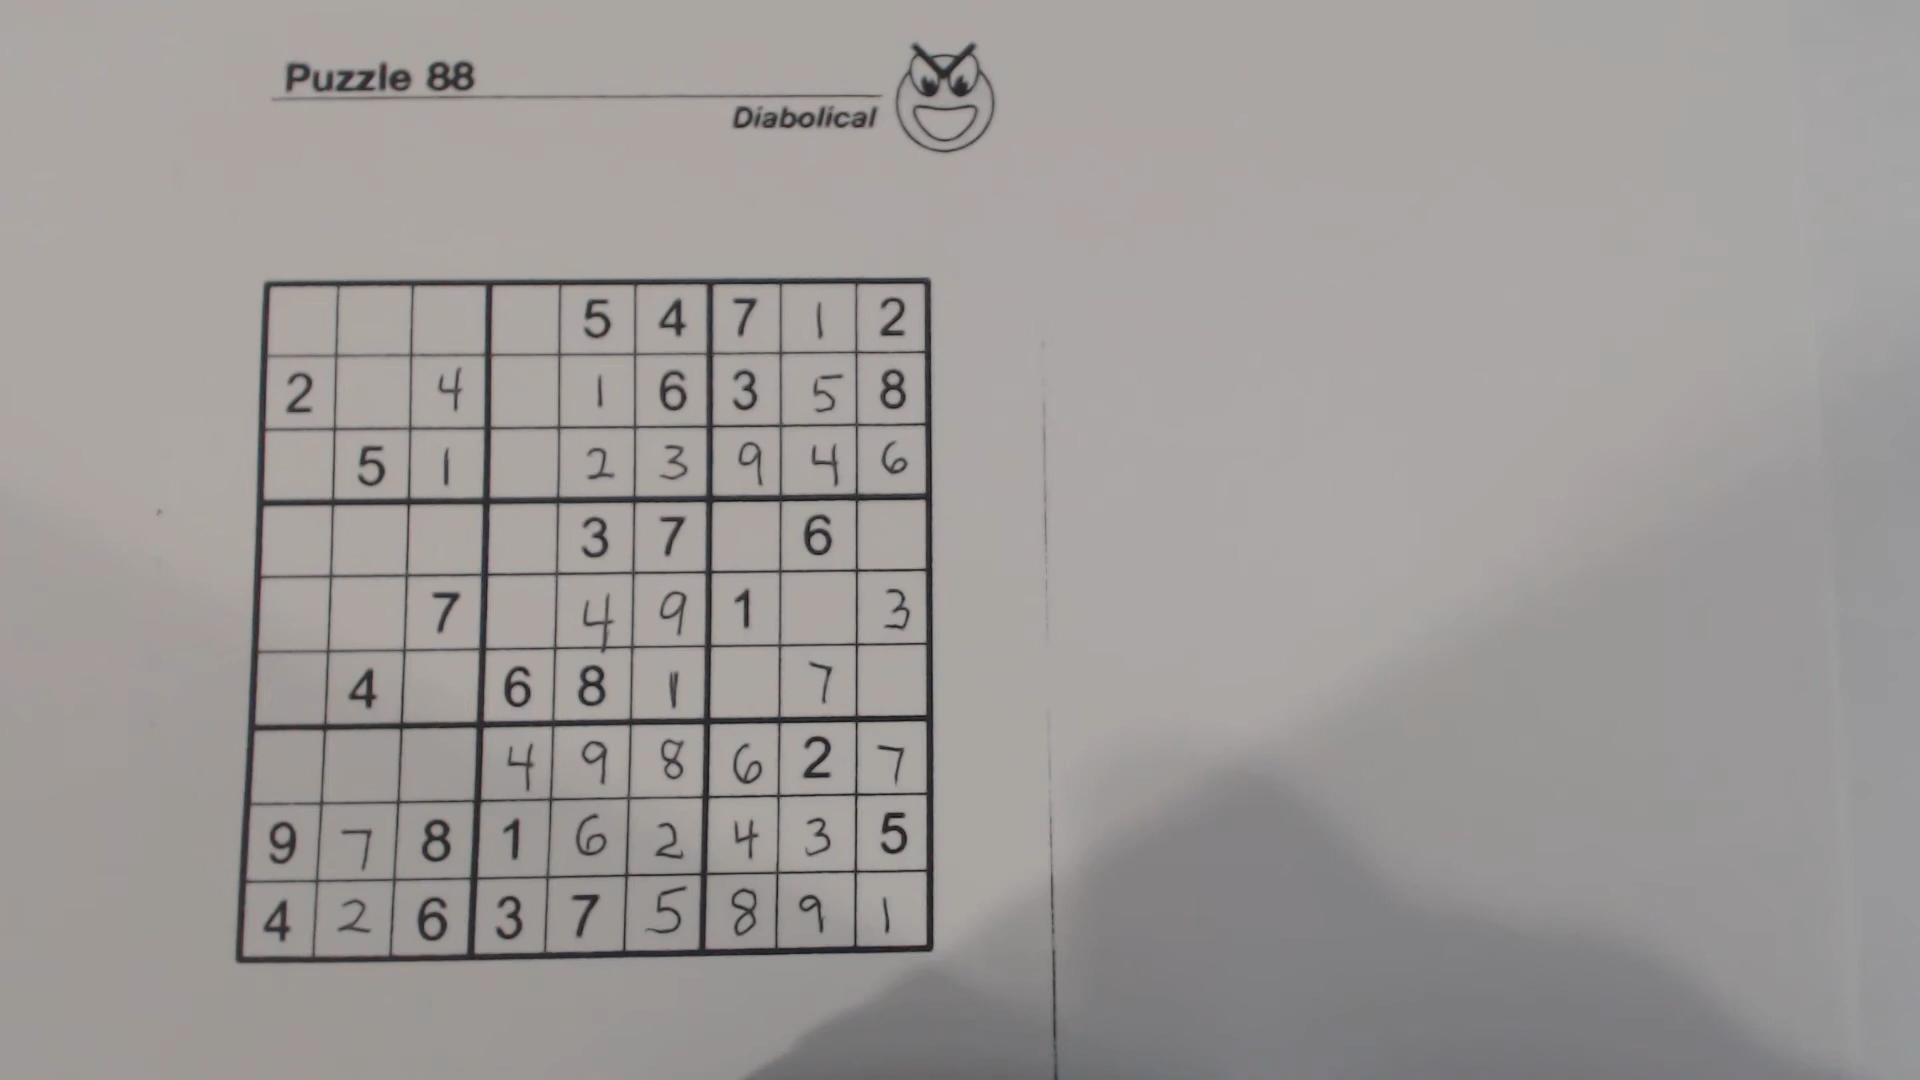 Puzzle 88
Diabolical
5 4 7 1 2
2 4 1 6 3 5 8
5 1 2 3 9 4 6
3 7 6
7 4 9 1 3
4 6 8 1 7
4 9 8 6 2 7
9 7 8 1 6 2 4 3 5
4 2 6 3 7 5 8 9 1